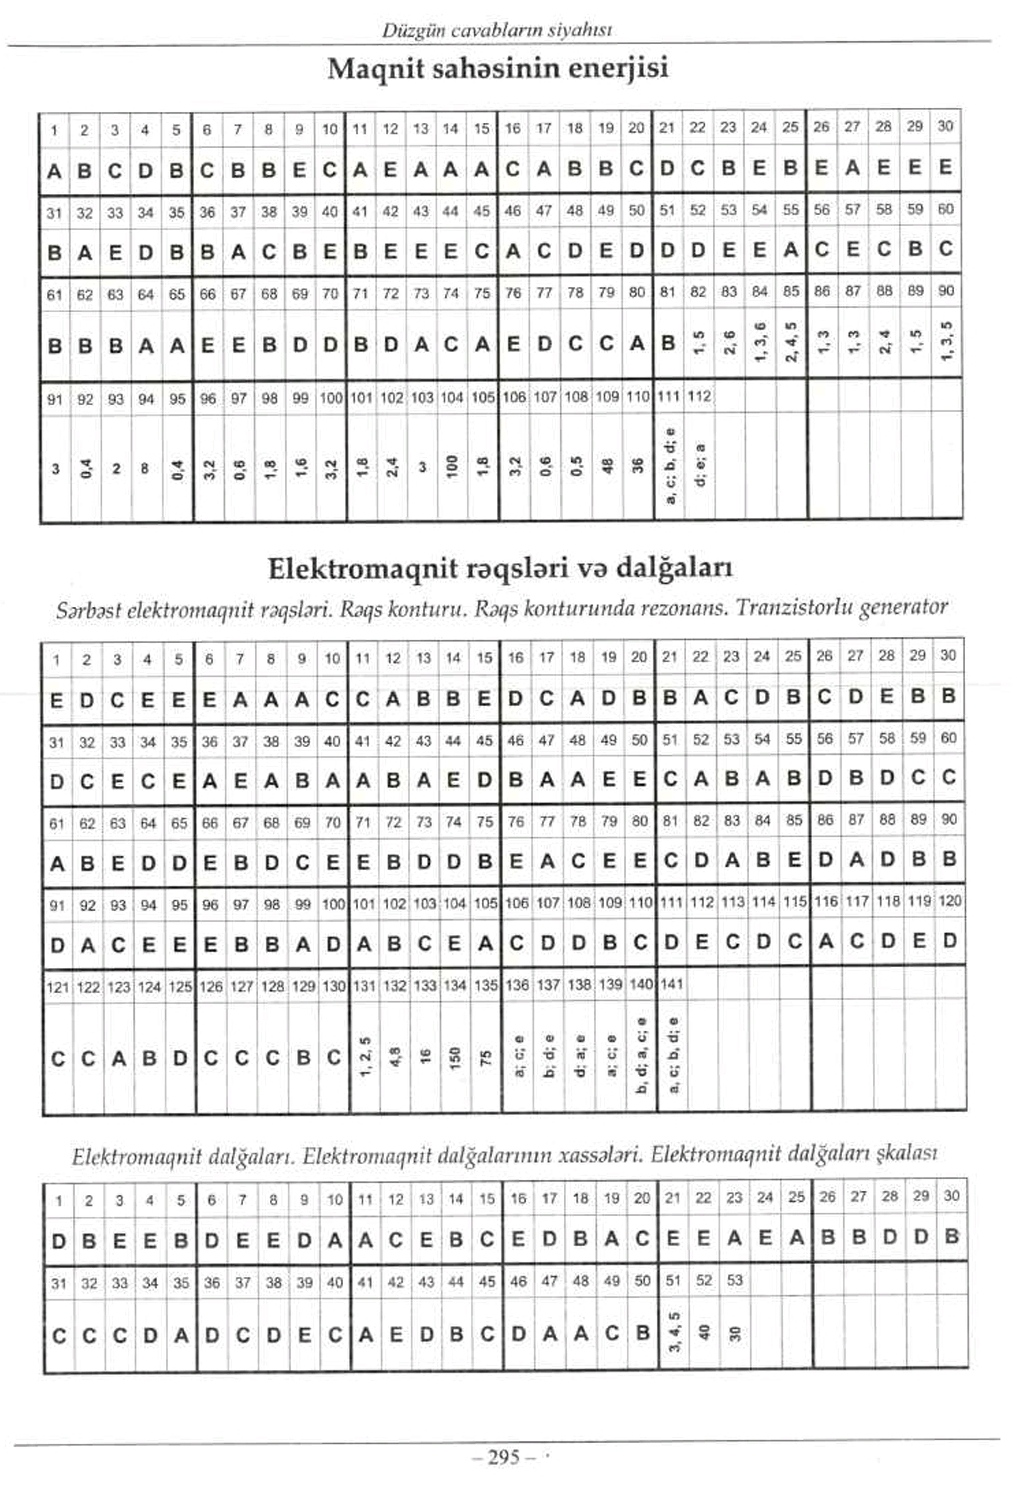 Düzgün cavabların siyahısı
Maqnit sahəsinin enerjisi
1 2 3 4 5 6 7 8 9 10 11 12 13 14 15 16 17 18 19 20 21 22 23 24 25 26 27 28 29 30
A B C D B C B B E C A E A A A C A B B C D C B E B E A E E E
31 32 33 34 35 36 37 38 39 40 41 42 43 44 45 46 47 48 49 50 51 52 53 54 55 56 57 58 59 60
B A E D B B A C B E B E E E C A C D E D D D E E A C E C B C
61 62 63 64 65 66 67 68 69 70 71 72 73 74 75 76 77 78 79 80 81 82 83 84 85 86 87 88 89 90
B B B A A E E B D D B D A C A E D C C A B 1, 5 2, 6 1, 3, 6 2, 4, 5 1, 3 1, 3 2, 4 1, 5 1, 3, 5
91 92 93 94 95 96 97 98 99 100 101 102 103 104 105 106 107 108 109 110 111 112
3 0,4 2 8 0,4 3,2 0,6 1,8 1,6 3,2 1,8 2,4 3 100 1,8 3,2 0,6 0,5 48 36 a, c; b, d; e d; e; a
Elektromaqnit rəqsləri və dalğaları
Sərbəst elektromaqnit rəqsləri. Rəqs konturu. Rəqs konturunda rezonans. Tranzistorlu generator
1 2 3 4 5 6 7 8 9 10 11 12 13 14 15 16 17 18 19 20 21 22 23 24 25 26 27 28 29 30
E D C E E E A A A C C A B B E D C A D B B A C D B C D E B B
31 32 33 34 35 36 37 38 39 40 41 42 43 44 45 46 47 48 49 50 51 52 53 54 55 56 57 58 59 60
D C E C E A E A B A A B A E D B A A E E C A B A B D B D C C
61 62 63 64 65 66 67 68 69 70 71 72 73 74 75 76 77 78 79 80 81 82 83 84 85 86 87 88 89 90
A B E D D E B D C E E B D D B E A C E E C D A B E D A D B B
91 92 93 94 95 96 97 98 99 100 101 102 103 104 105 106 107 108 109 110 111 112 113 114 115 116 117 118 119 120
D A C E E E B B A D A B C E A C D D B C D E C D C A C D E D
121 122 123 124 125 126 127 128 129 130 131 132 133 134 135 136 137 138 139 140 141
C C A B D C C C B C 1, 2, 5 4,8 16 150 75 a; c; e b; d; e d; a; e a; c; e b, d; a, c; e a, c; b, d; e
Elektromaqnit dalğaları. Elektromaqnit dalğalarının xassələri. Elektromaqnit dalğaları şkalası
1 2 3 4 5 6 7 8 9 10 11 12 13 14 15 16 17 18 19 20 21 22 23 24 25 26 27 28 29 30
D B E E B D E E D A A C E B C E D B A C E E A E A B B D D B
31 32 33 34 35 36 37 38 39 40 41 42 43 44 45 46 47 48 49 50 51 52 53
C C C D A D C D E C A E D B C D A A C B 3, 4, 5 40 30
– 295 –